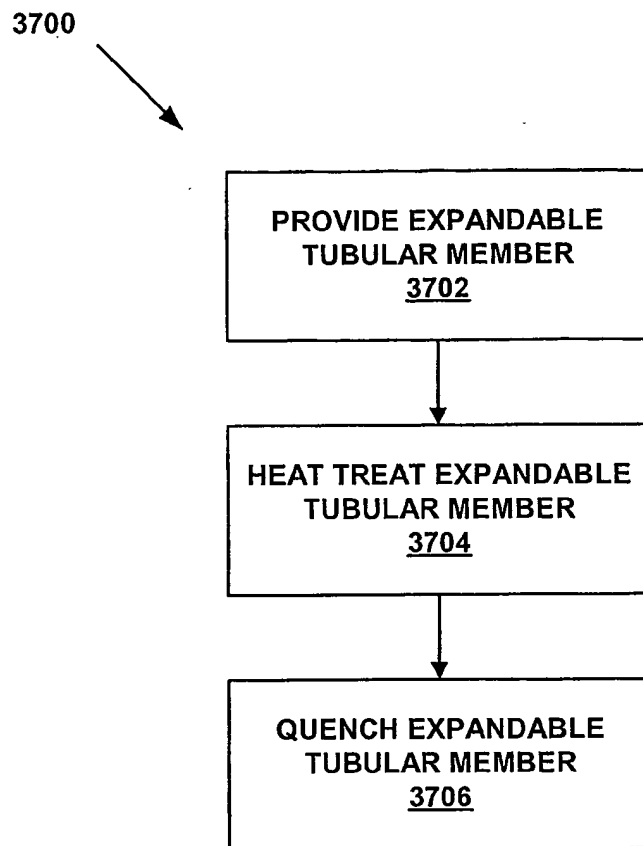 3700
PROVIDE EXPANDABLE
TUBULAR MEMBER
3702
HEAT TREAT EXPANDABLE
TUBULAR MEMBER
3704
QUENCH EXPANDABLE
TUBULAR MEMBER
3706